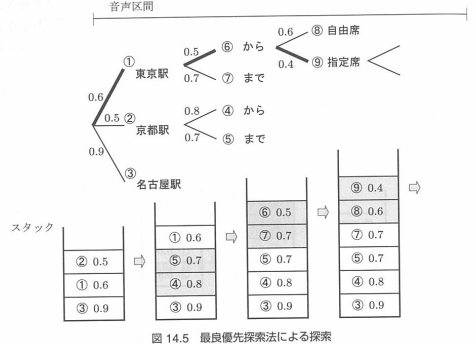 音声区間
0.6 ⑧ 自由席
0.5 ⑥ から
① 東京駅
0.4 ⑨ 指定席
0.7 ⑦ まで
0.6
0.8 ④ から
0.5 ② 京都駅
0.7 ⑤ まで
0.9
③ 名古屋駅
スタック
② 0.5
① 0.6
③ 0.9
⇨
① 0.6
⑤ 0.7
④ 0.8
③ 0.9
⇨
⑥ 0.5
⑦ 0.7
⑤ 0.7
④ 0.8
③ 0.9
⇨
⑨ 0.4
⑧ 0.6
⑦ 0.7
⑤ 0.7
④ 0.8
③ 0.9
⇨
図 14.5 最良優先探索法による探索